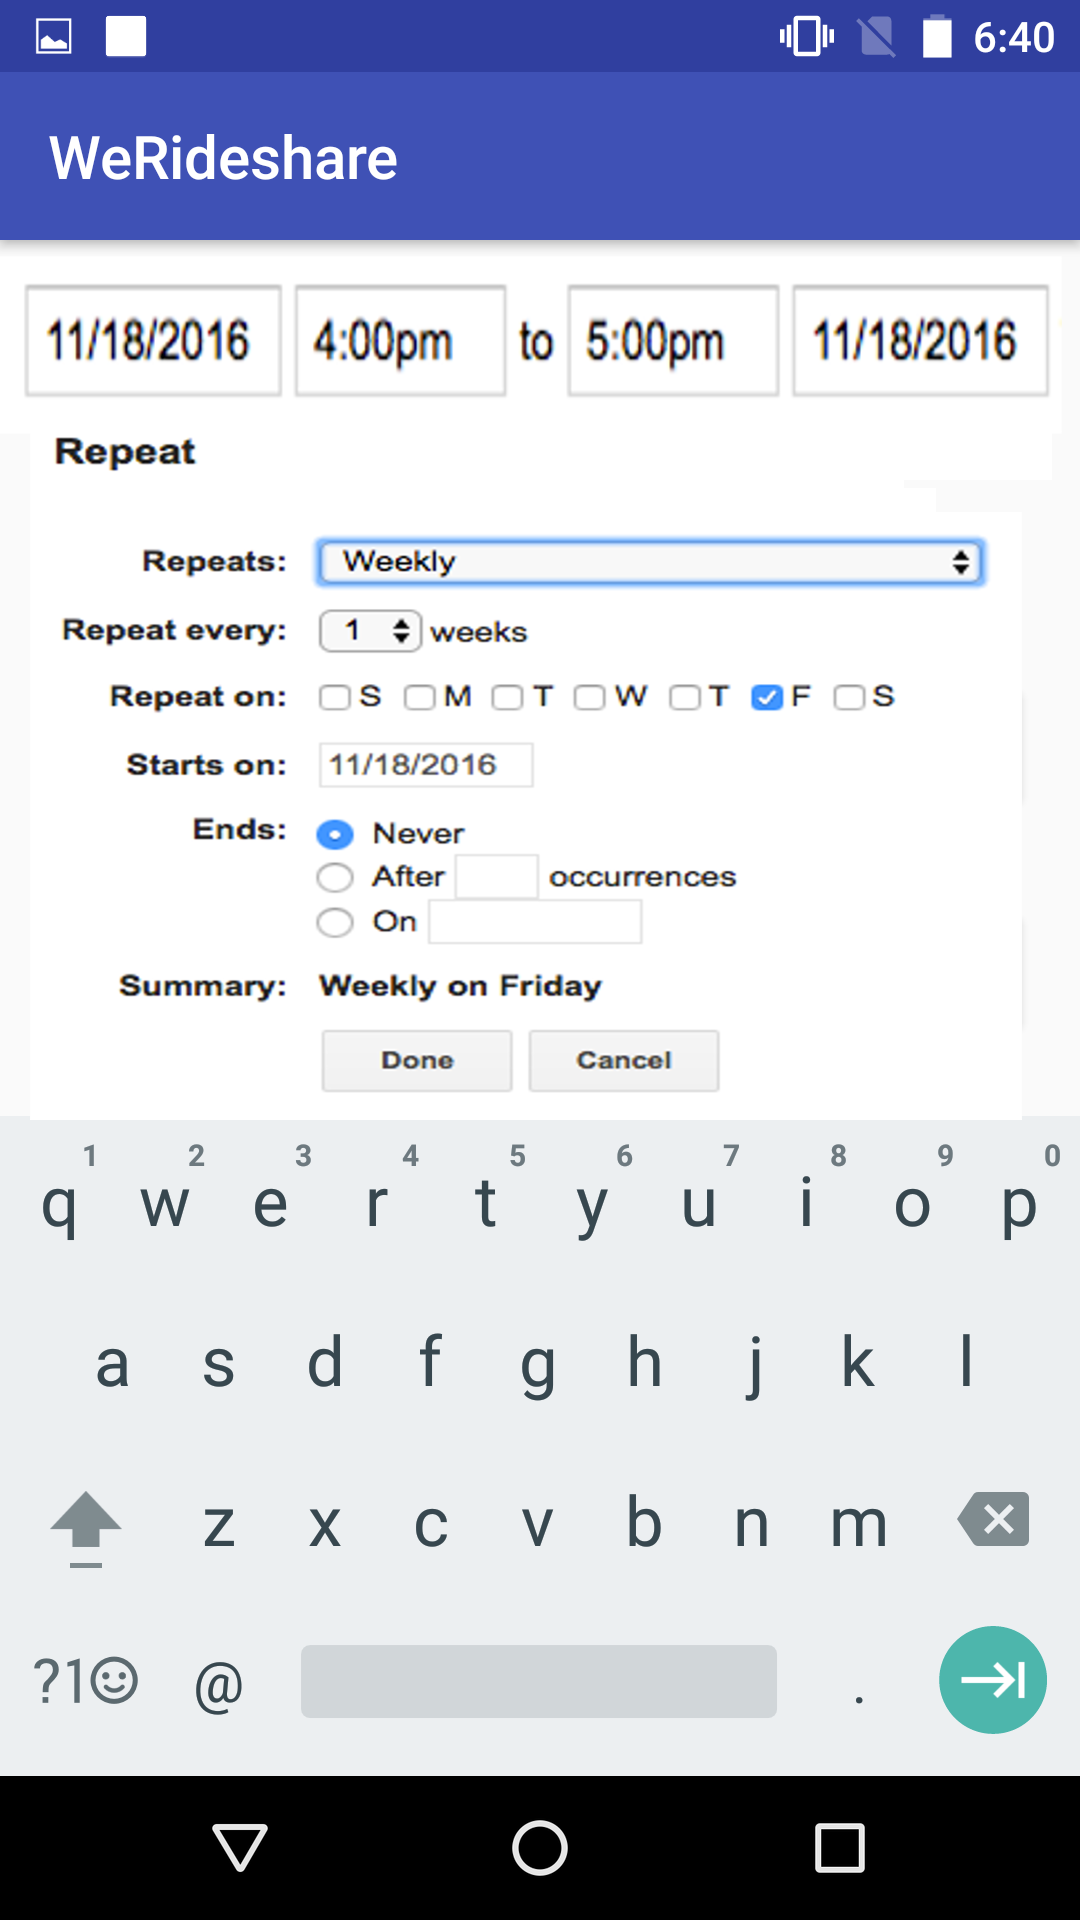 6:40
WeRideshare
11/18/2016 4:00pm to 5:00pm 11/18/2016
Repeat
Repeats: Weekly
Repeat every: 1 weeks
Repeat on: S M T W T F S
Starts on: 11/18/2016
Ends: Never
After occurrences
On
Summary: Weekly on Friday
Done Cancel
1 2 3 4 5 6 7 8 9 0
q w e r t y u i o p
a s d f g h j k l
z x c v b n m
?1☺ @ .